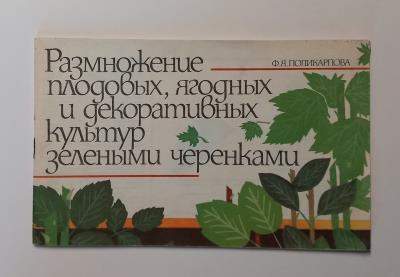 Ф.Я.ПОЛИКАРПОВА
Размножение
плодовых, ягодных
и декоративных
культур
зелеными черенками